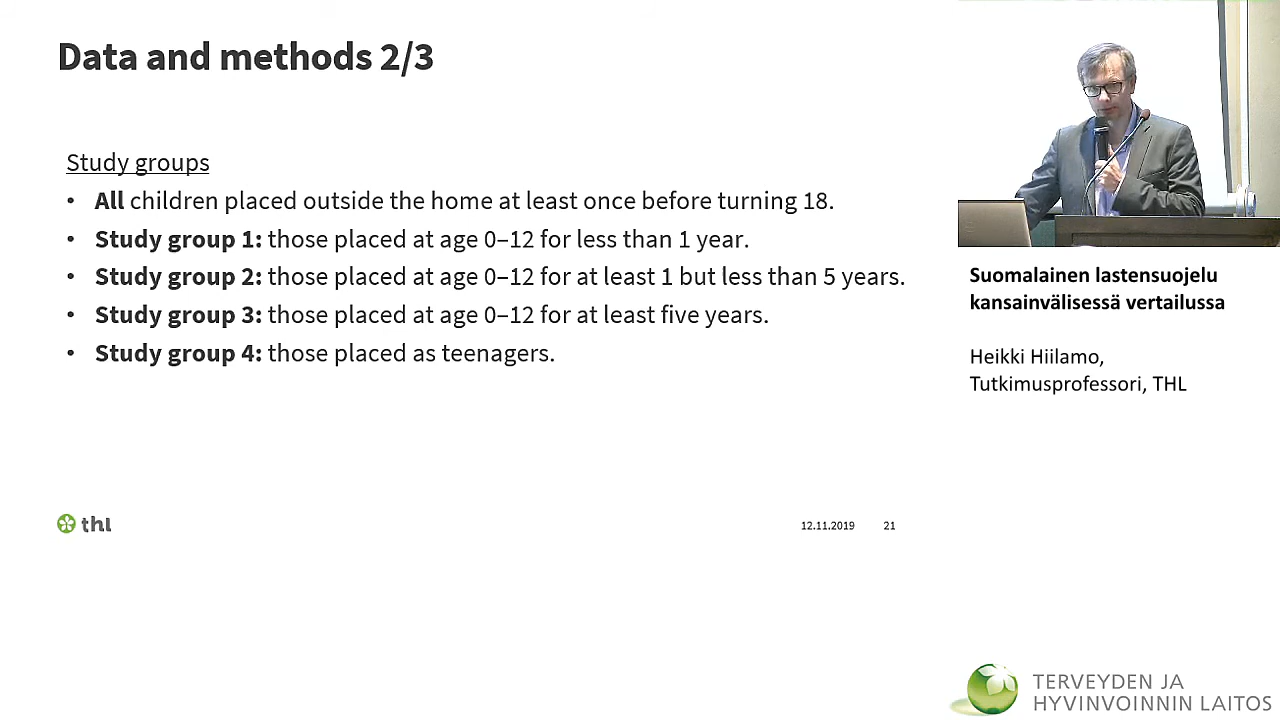 Data and methods 2/3
Study groups
• All children placed outside the home at least once before turning 18.
• Study group 1: those placed at age 0–12 for less than 1 year.
• Study group 2: those placed at age 0–12 for at least 1 but less than 5 years.
• Study group 3: those placed at age 0–12 for at least five years.
• Study group 4: those placed as teenagers.
thl
12.11.2019 21
Suomalainen lastensuojelu
kansainvälisessä vertailussa
Heikki Hiilamo,
Tutkimusprofessori, THL
TERVEYDEN JA
HYVINVOINNIN LAITOS